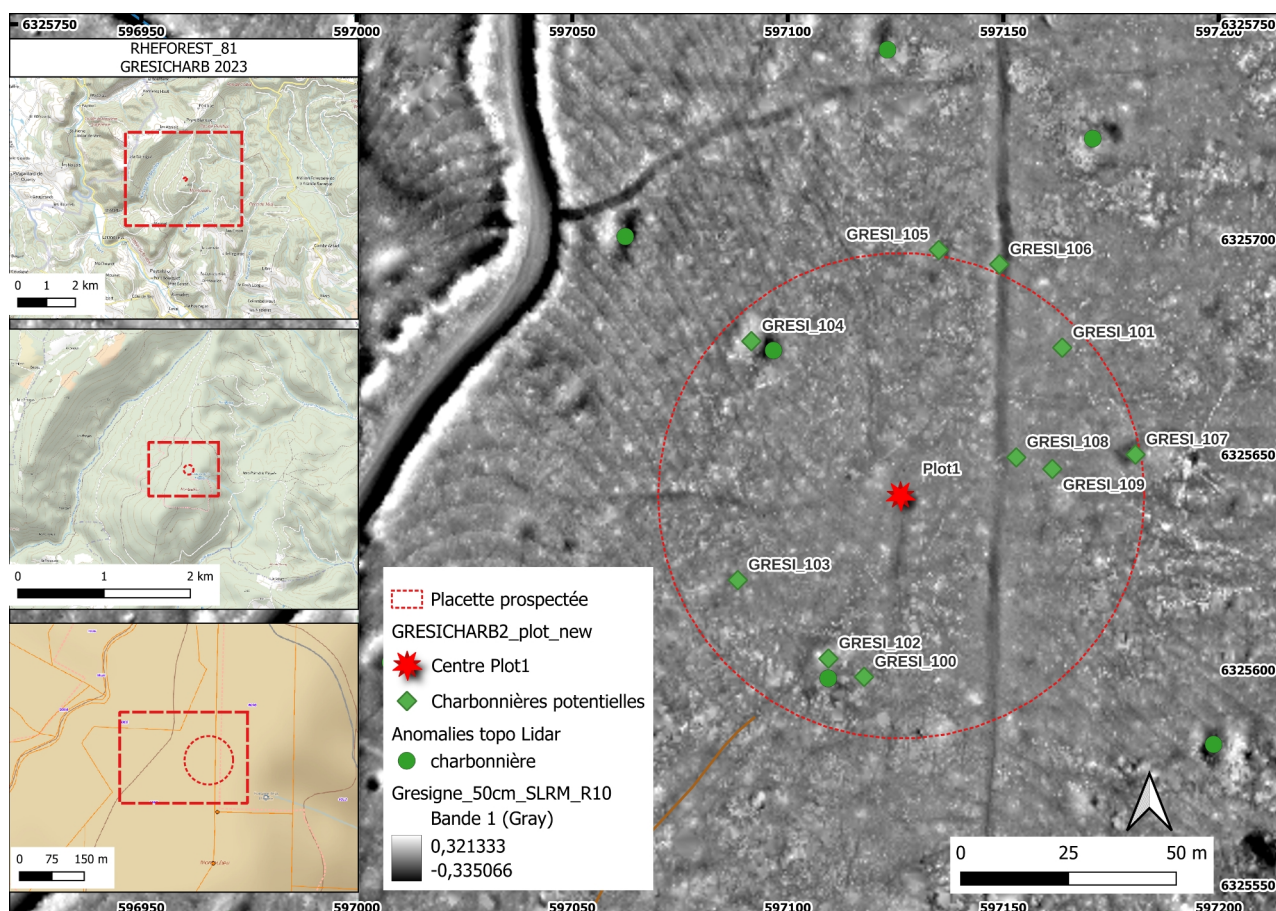 6325750
596950
597000
597050
597100
597150
597200
6325750
RHEFOREST_81
GRESICHARB 2023
0 1 2 km
0 1 2 km
0 75 150 m
GRESI_105
6325700
GRESI_106
GRESI_104
GRESI_101
GRESI_108
GRESI_107
6325650
Plot1
GRESI_109
GRESI_103
GRESI_102
GRESI_100
6325600
Placette prospectée
GRESICHARB2_plot_new
Centre Plot1
Charbonnières potentielles
Anomalies topo Lidar
charbonnière
Gresigne_50cm_SLRM_R10
Bande 1 (Gray)
0,321333
-0,335066
0 25 50 m
6325550
596950
597000
597050
597100
597150
597200